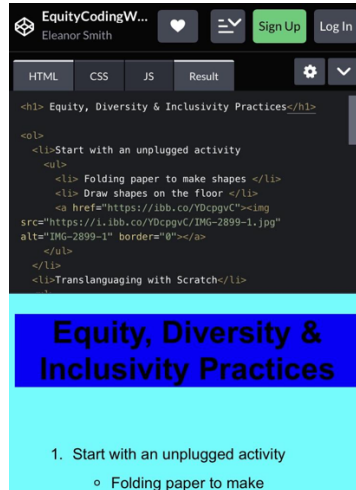 EquityCodingW...
Eleanor Smith
Sign Up
Log In
HTML
CSS
JS
Result
<h1> Equity, Diversity & Inclusivity Practices</h1>
<ol>
<li>Start with an unplugged activity
<ul>
<li> Folding paper to make shapes </li>
<li> Draw shapes on the floor </li>
<a href="https://ibb.co/YDcpgvC"><img
src="https://i.ibb.co/YDcpgvC/IMG-2899-1.jpg"
alt="IMG-2899-1" border="0"></a>
</ul>
</li>
<li>Translanguaging with Scratch</li>
Equity, Diversity &
Inclusivity Practices
1. Start with an unplugged activity
Folding paper to make